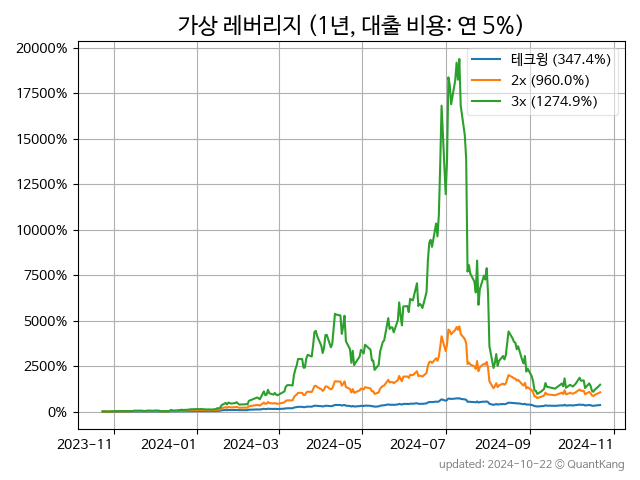 가상 레버리지 (1년, 대출 비용: 연 5%)
20000%
17500%
15000%
12500%
10000%
7500%
5000%
2500%
0%
테크윙 (347.4%)
2x (960.0%)
3x (1274.9%)
2023-11 2024-01 2024-03 2024-05 2024-07 2024-09 2024-11
updated: 2024-10-22 © QuantKang